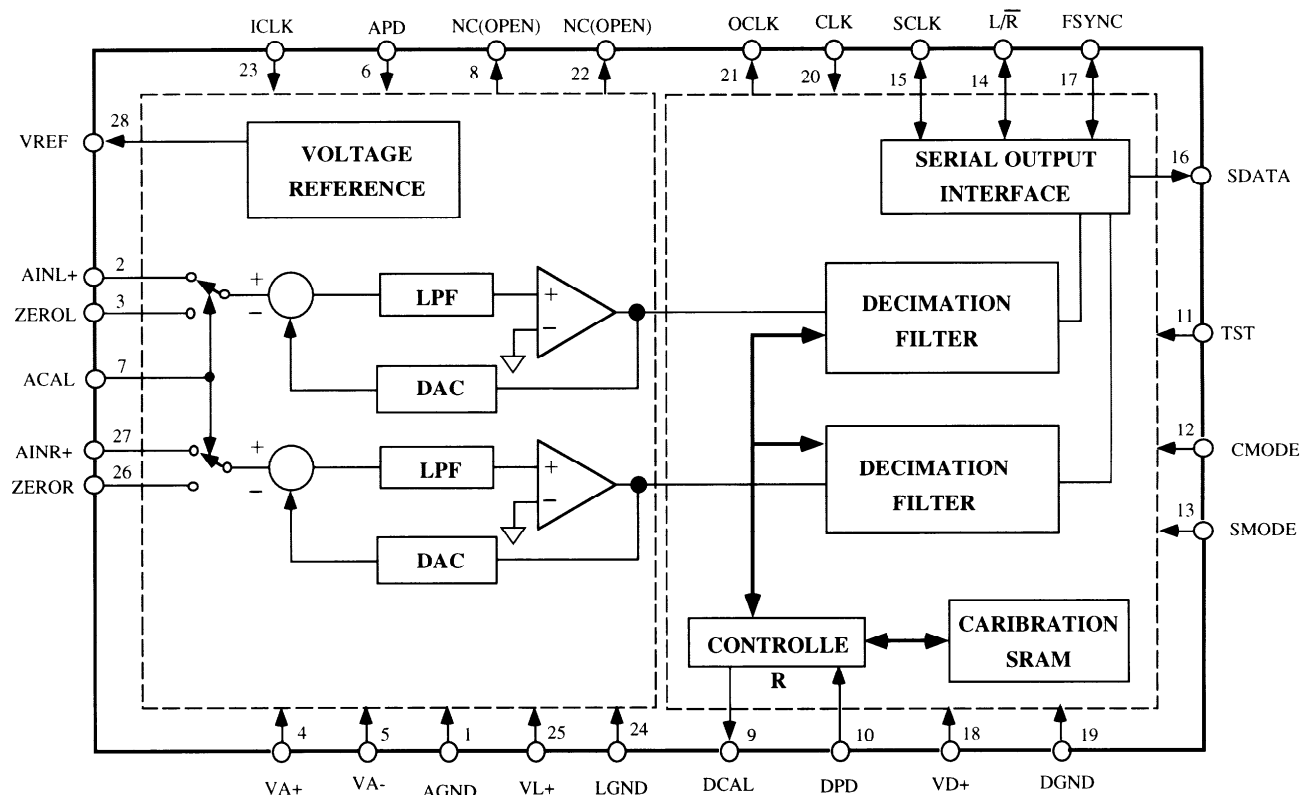 ICLK APD NC(OPEN) NC(OPEN) OCLK CLK SCLK L/R̅ FSYNC
23 6 8 22 21 20 15 14 17
VREF 28
VOLTAGE
REFERENCE
SERIAL OUTPUT
INTERFACE
16 SDATA
AINL+ 2
ZEROL 3
+
−
LPF
+
−
DAC
DECIMATION
FILTER
11 TST
ACAL 7
AINR+ 27
ZEROR 26
+
−
LPF
+
−
DAC
DECIMATION
FILTER
12 CMODE
13 SMODE
CONTROLLE
R
CARIBRATION
SRAM
4 5 1 25 24 9 10 18 19
VA+ VA- AGND VL+ LGND DCAL DPD VD+ DGND